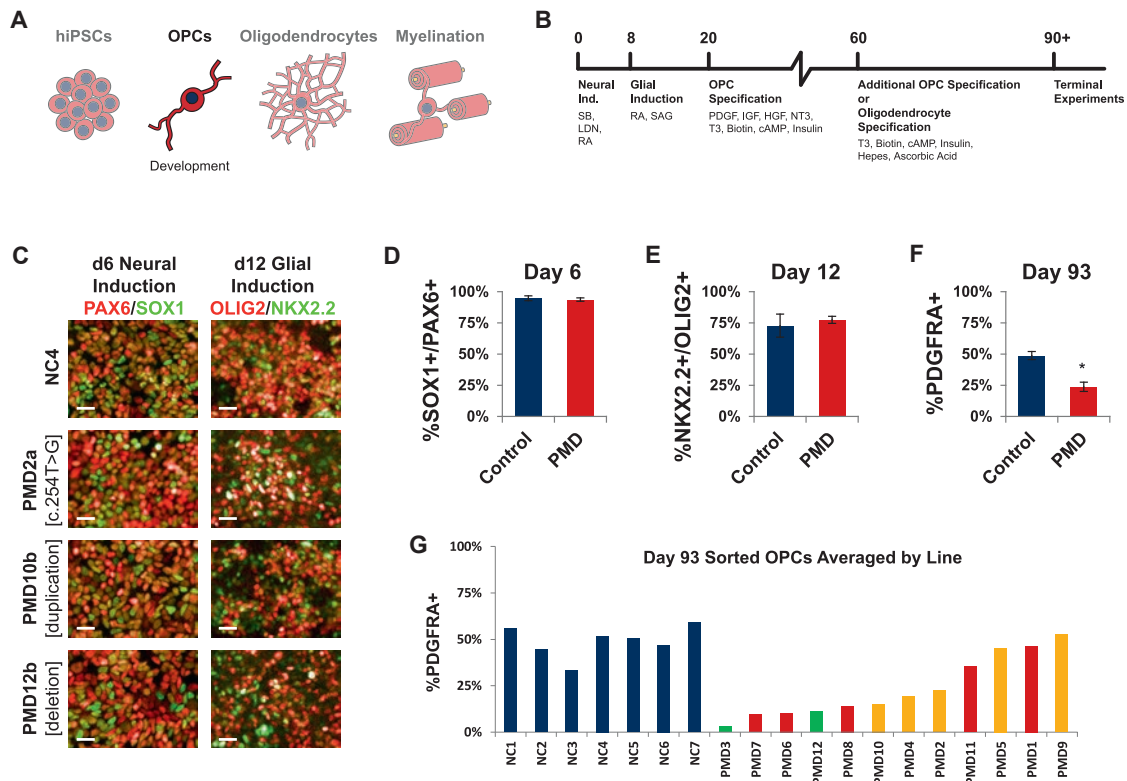 A
hiPSCs
OPCs
Oligodendrocytes
Myelination
Development
B
0
8
20
60
90+
Neural
Ind.
SB,
LDN,
RA
Glial
Induction
RA, SAG
OPC
Specification
PDGF, IGF, HGF, NT3,
T3, Biotin, cAMP, Insulin
Additional OPC Specification
or
Oligodendrocyte
Specification
T3, Biotin, cAMP, Insulin,
Hepes, Ascorbic Acid
Terminal
Experiments
C
d6 Neural
Induction
PAX6/SOX1
d12 Glial
Induction
OLIG2/NKX2.2
NC4
PMD2a
[c.254T>G]
PMD10b
[duplication]
PMD12b
[deletion]
D
Day 6
%SOX1+/PAX6+
100%
75%
50%
25%
0%
Control
PMD
E
Day 12
%NKX2.2+/OLIG2+
100%
75%
50%
25%
0%
Control
PMD
F
Day 93
%PDGFRA+
100%
75%
50%
25%
0%
*
Control
PMD
G
Day 93 Sorted OPCs Averaged by Line
%PDGFRA+
100%
75%
50%
25%
0%
NC1
NC2
NC3
NC4
NC5
NC6
NC7
PMD3
PMD7
PMD6
PMD12
PMD8
PMD10
PMD4
PMD2
PMD11
PMD5
PMD1
PMD9